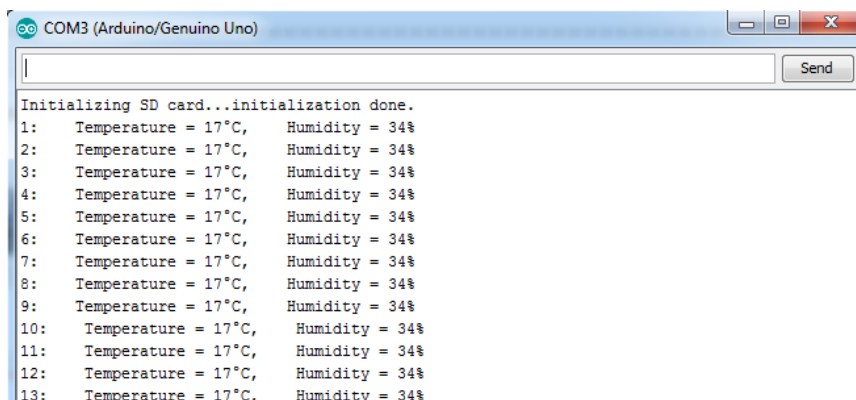 COM3 (Arduino/Genuino Uno)
Send
Initializing SD card...initialization done.
1:    Temperature = 17°C,    Humidity = 34%
2:    Temperature = 17°C,    Humidity = 34%
3:    Temperature = 17°C,    Humidity = 34%
4:    Temperature = 17°C,    Humidity = 34%
5:    Temperature = 17°C,    Humidity = 34%
6:    Temperature = 17°C,    Humidity = 34%
7:    Temperature = 17°C,    Humidity = 34%
8:    Temperature = 17°C,    Humidity = 34%
9:    Temperature = 17°C,    Humidity = 34%
10:    Temperature = 17°C,    Humidity = 34%
11:    Temperature = 17°C,    Humidity = 34%
12:    Temperature = 17°C,    Humidity = 34%
13:    Temperature = 17°C,    Humidity = 34%